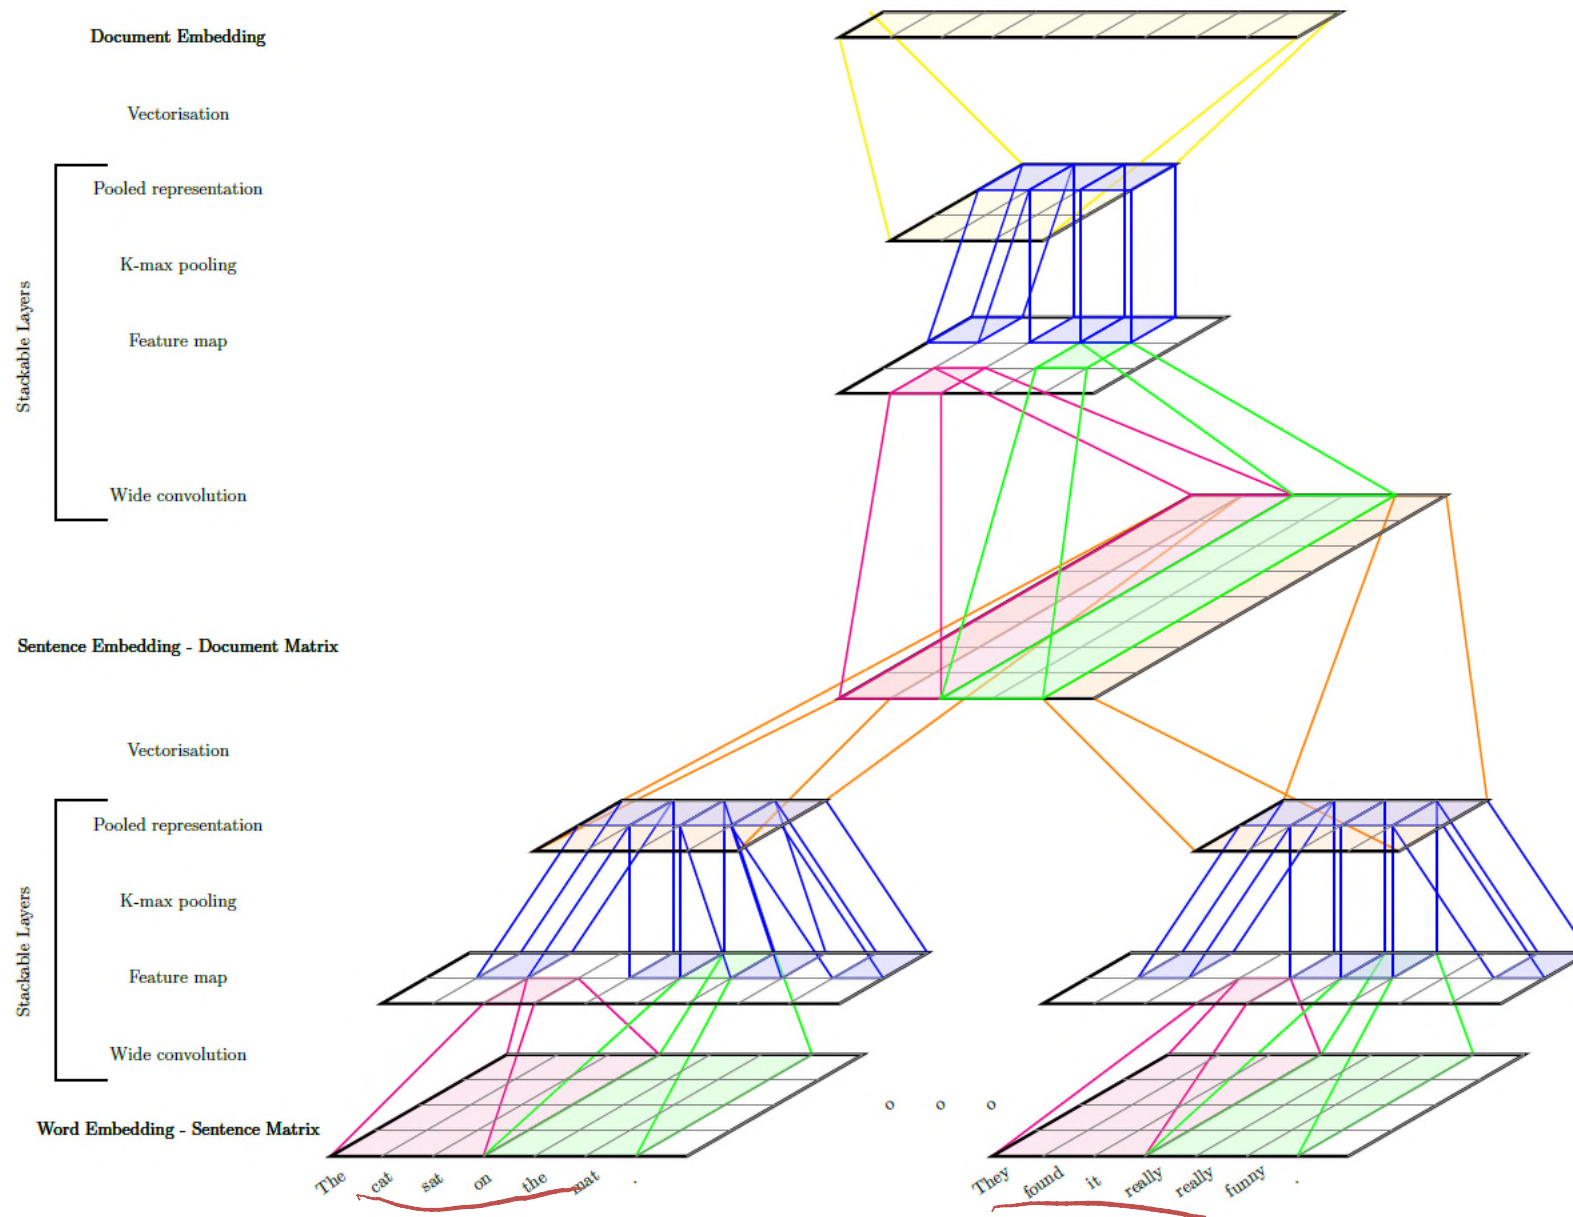 Document Embedding
Vectorisation
Pooled representation
K-max pooling
Stackable Layers
Feature map
Wide convolution
Sentence Embedding - Document Matrix
Vectorisation
Pooled representation
K-max pooling
Stackable Layers
Feature map
Wide convolution
Word Embedding - Sentence Matrix
o o o
The cat sat on the mat .
They found it really really funny .